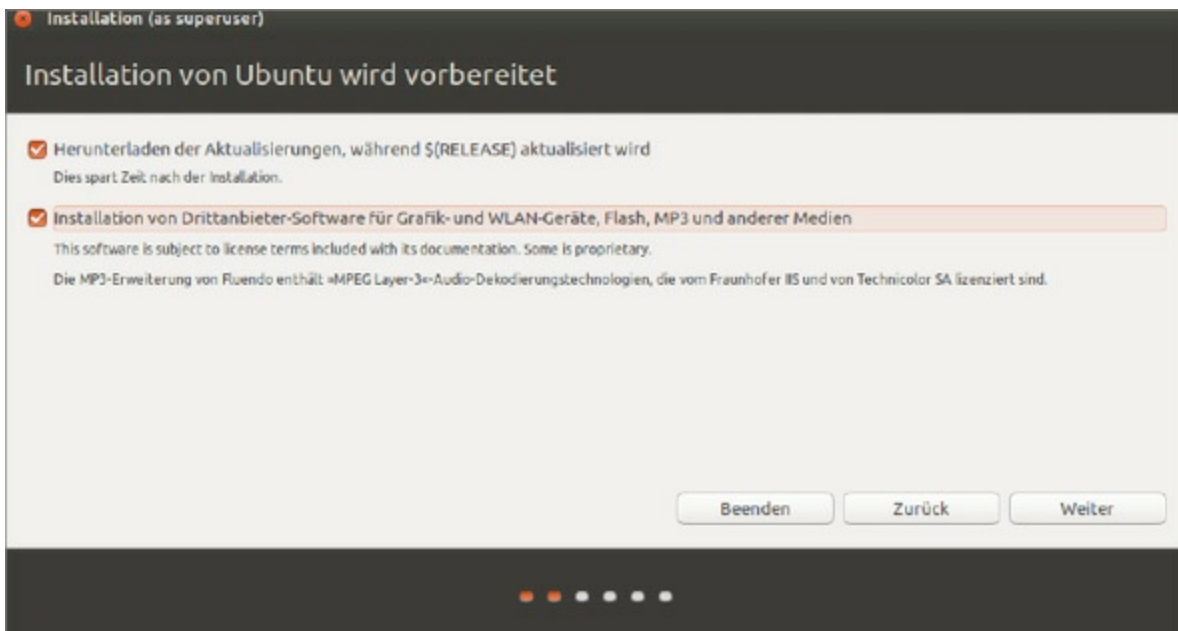 Installation (as superuser)
Installation von Ubuntu wird vorbereitet
Herunterladen der Aktualisierungen, während $(RELEASE) aktualisiert wird
Dies spart Zeit nach der Installation.
Installation von Drittanbieter-Software für Grafik- und WLAN-Geräte, Flash, MP3 und anderer Medien
This software is subject to license terms included with its documentation. Some is proprietary.
Die MP3-Erweiterung von Fluendo enthält »MPEG Layer-3«-Audio-Dekodierungstechnologien, die vom Fraunhofer IIS und von Technicolor SA lizenziert sind.
Beenden Zurück Weiter